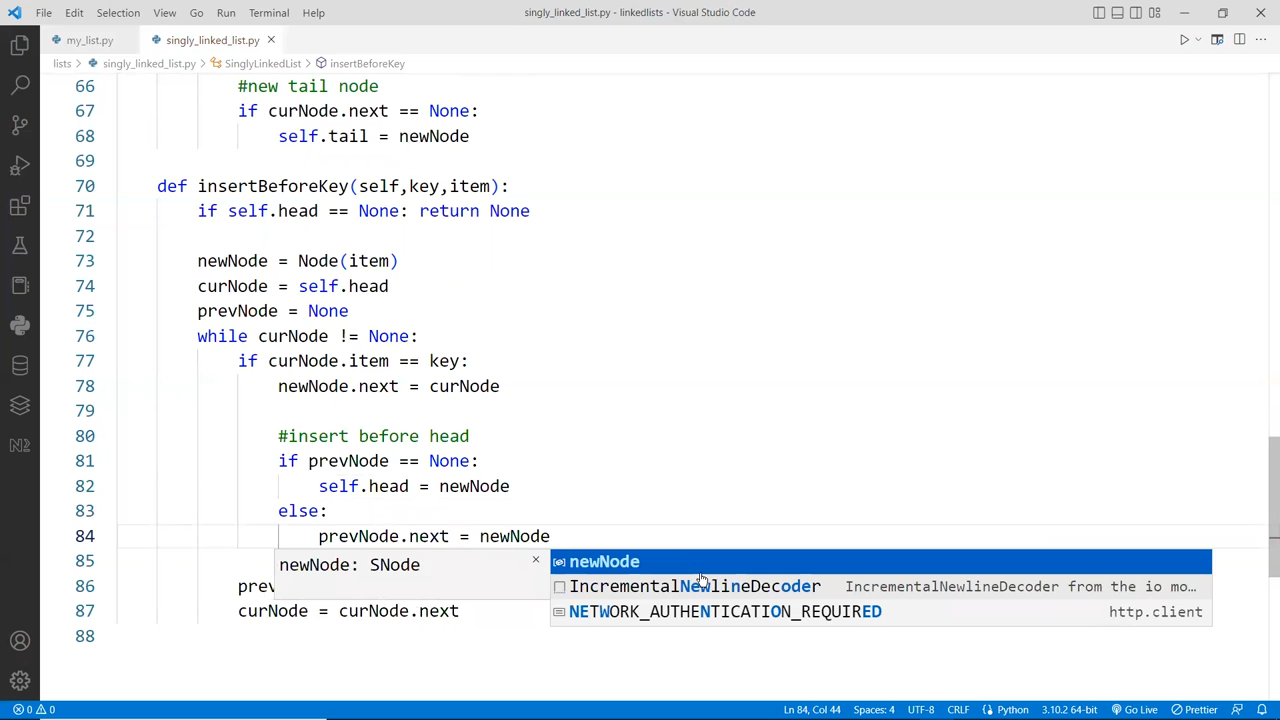 File Edit Selection View Go Run Terminal Help singly_linked_list.py - linkedlists - Visual Studio Code
my_list.py singly_linked_list.py
lists > singly_linked_list.py > SinglyLinkedList > insertBeforeKey
66 #new tail node
67 if curNode.next == None:
68 self.tail = newNode
69
70 def insertBeforeKey(self,key,item):
71 if self.head == None: return None
72
73 newNode = Node(item)
74 curNode = self.head
75 prevNode = None
76 while curNode != None:
77 if curNode.item == key:
78 newNode.next = curNode
79
80 #insert before head
81 if prevNode == None:
82 self.head = newNode
83 else:
84 prevNode.next = newNode
85 newNode: SNode newNode
IncrementalNewlineDecoder IncrementalNewlineDecoder from the io mo...
NETWORK_AUTHENTICATION_REQUIRED http.client
86 prev
87 curNode = curNode.next
88
0 0 Ln 84, Col 44 Spaces: 4 UTF-8 CRLF Python 3.10.2 64-bit Go Live Prettier